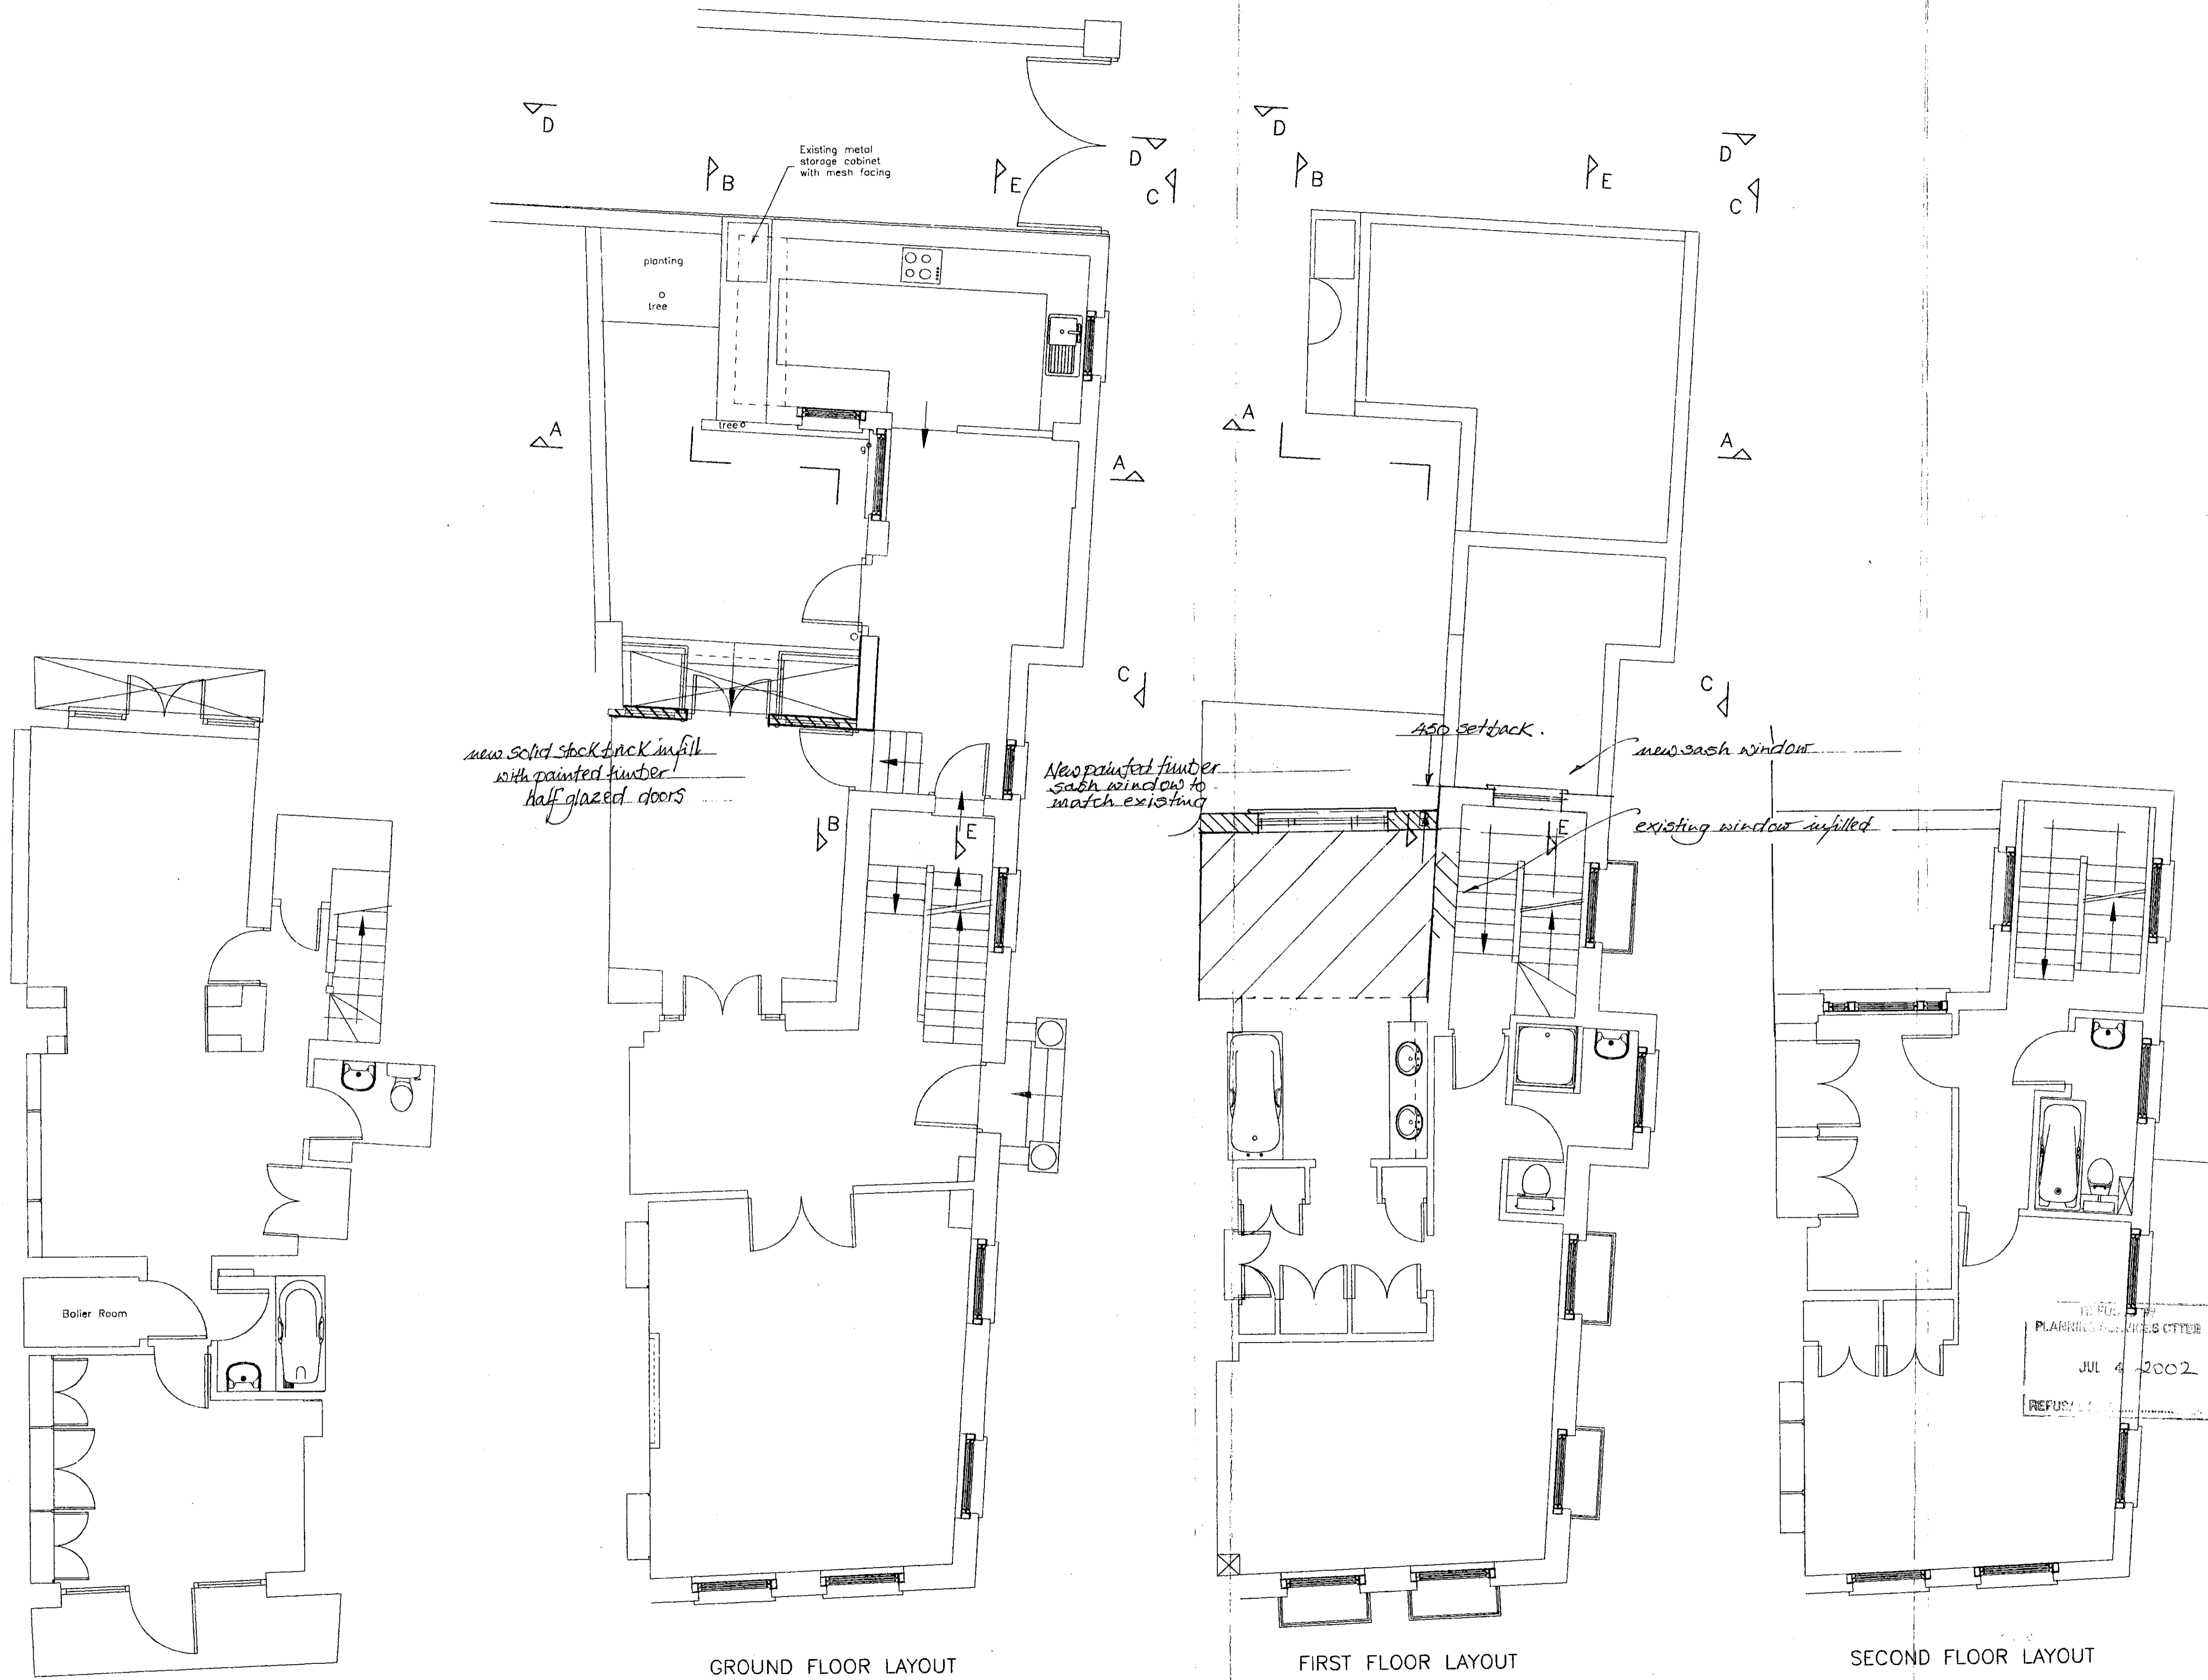 Existing metal
storage cabinet
with mesh facing
D
D
B
E
C
planting
tree
tree
g
A
A
C
new solid stock brick infill
with painted timber
half glazed doors
B
E
GROUND FLOOR LAYOUT
Bolier Room
D
D
B
E
C
A
A
C
450 setback.
new sash window
New painted timber
sash window to
match existing
existing window infilled
E
FIRST FLOOR LAYOUT
PLANNING SERVICES CTTEE
JUL 4 2002
SECOND FLOOR LAYOUT